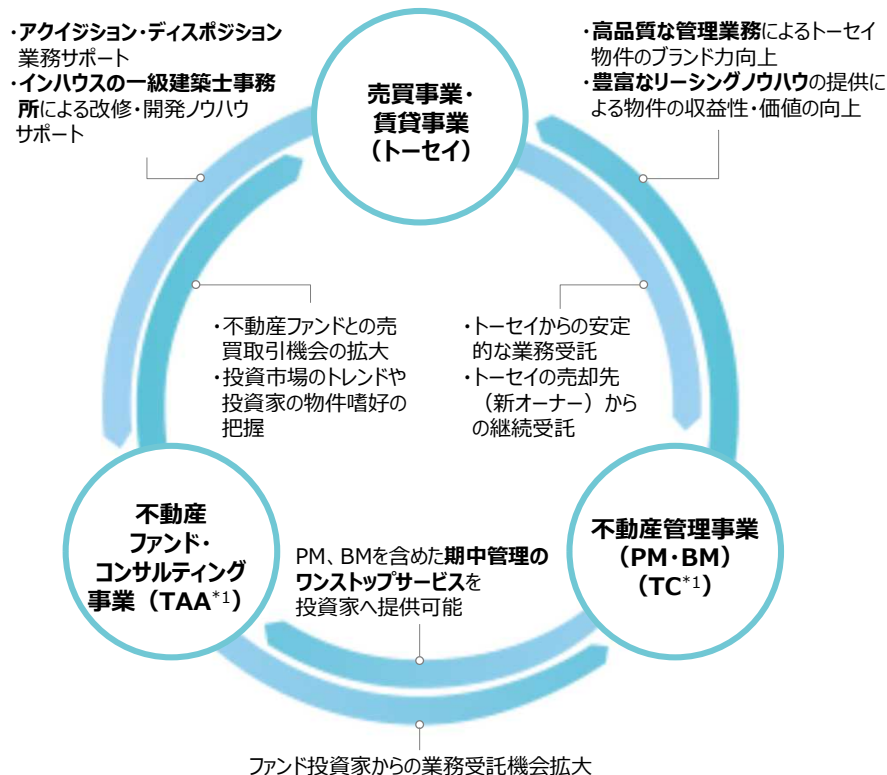 ・アクイジション・ディスポジション
業務サポート
・インハウスの一級建築士事務
所による改修・開発ノウハウ
サポート
・高品質な管理業務によるトーセイ
物件のブランド力向上
・豊富なリーシングノウハウの提供に
よる物件の収益性・価値の向上
売買事業・
賃貸事業
（トーセイ）
・不動産ファンドとの売
買取引機会の拡大
・投資市場のトレンドや
投資家の物件嗜好の
把握
・トーセイからの安定
的な業務受託
・トーセイの売却先
（新オーナー）から
の継続受託
不動産
ファンド・
コンサルティング
事業（TAA*1）
PM、BMを含めた期中管理の
ワンストップサービスを
投資家へ提供可能
不動産管理事業
（PM・BM）
（TC*1）
ファンド投資家からの業務受託機会拡大